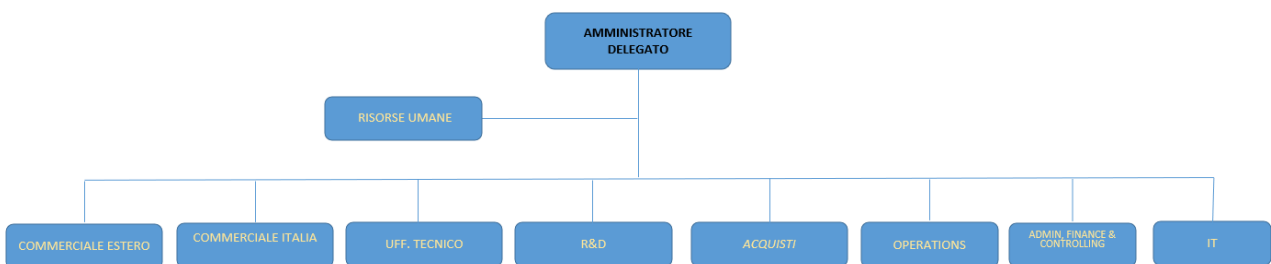 AMMINISTRATORE
DELEGATO
RISORSE UMANE
COMMERCIALE ESTERO
COMMERCIALE ITALIA
UFF. TECNICO
R&D
ACQUISTI
OPERATIONS
ADMIN, FINANCE &
CONTROLLING
IT